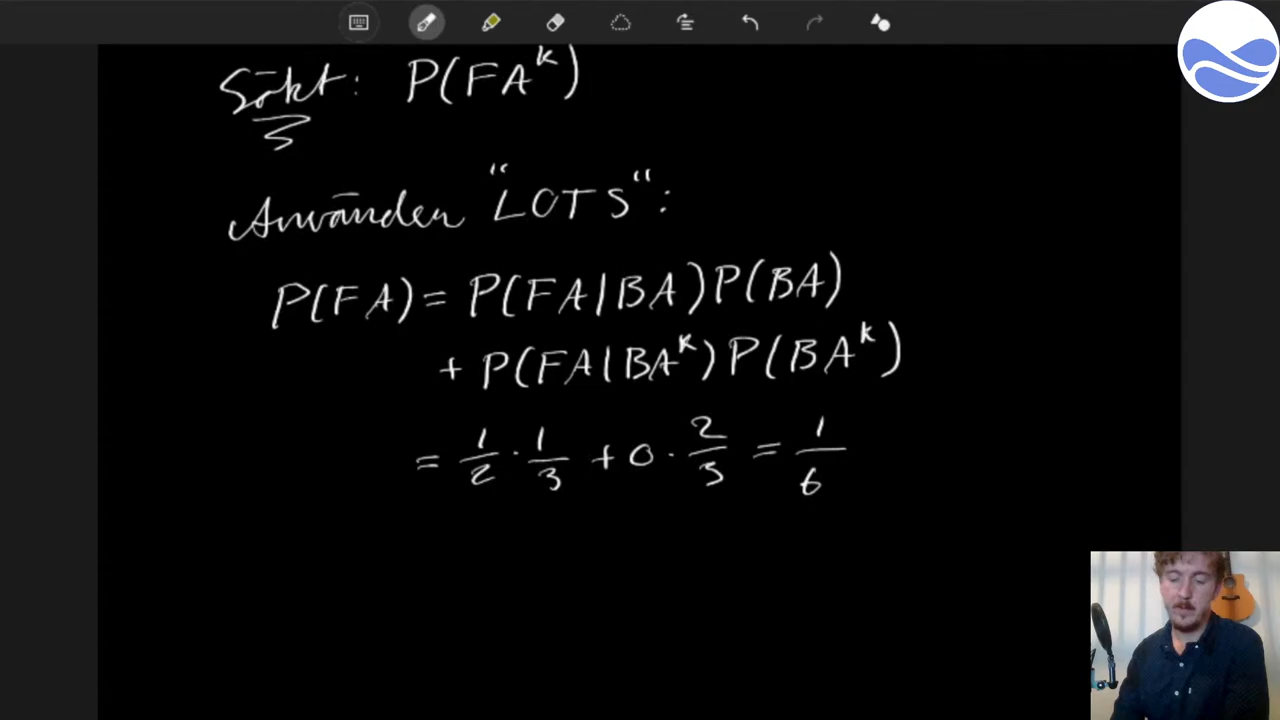 Sökt: P(FA^k)
Använder "LOTS":
P(FA) = P(FA|BA)P(BA)
+ P(FA|BA^k)P(BA^k)
= 1/2 · 1/3 + 0 · 2/3 = 1/6